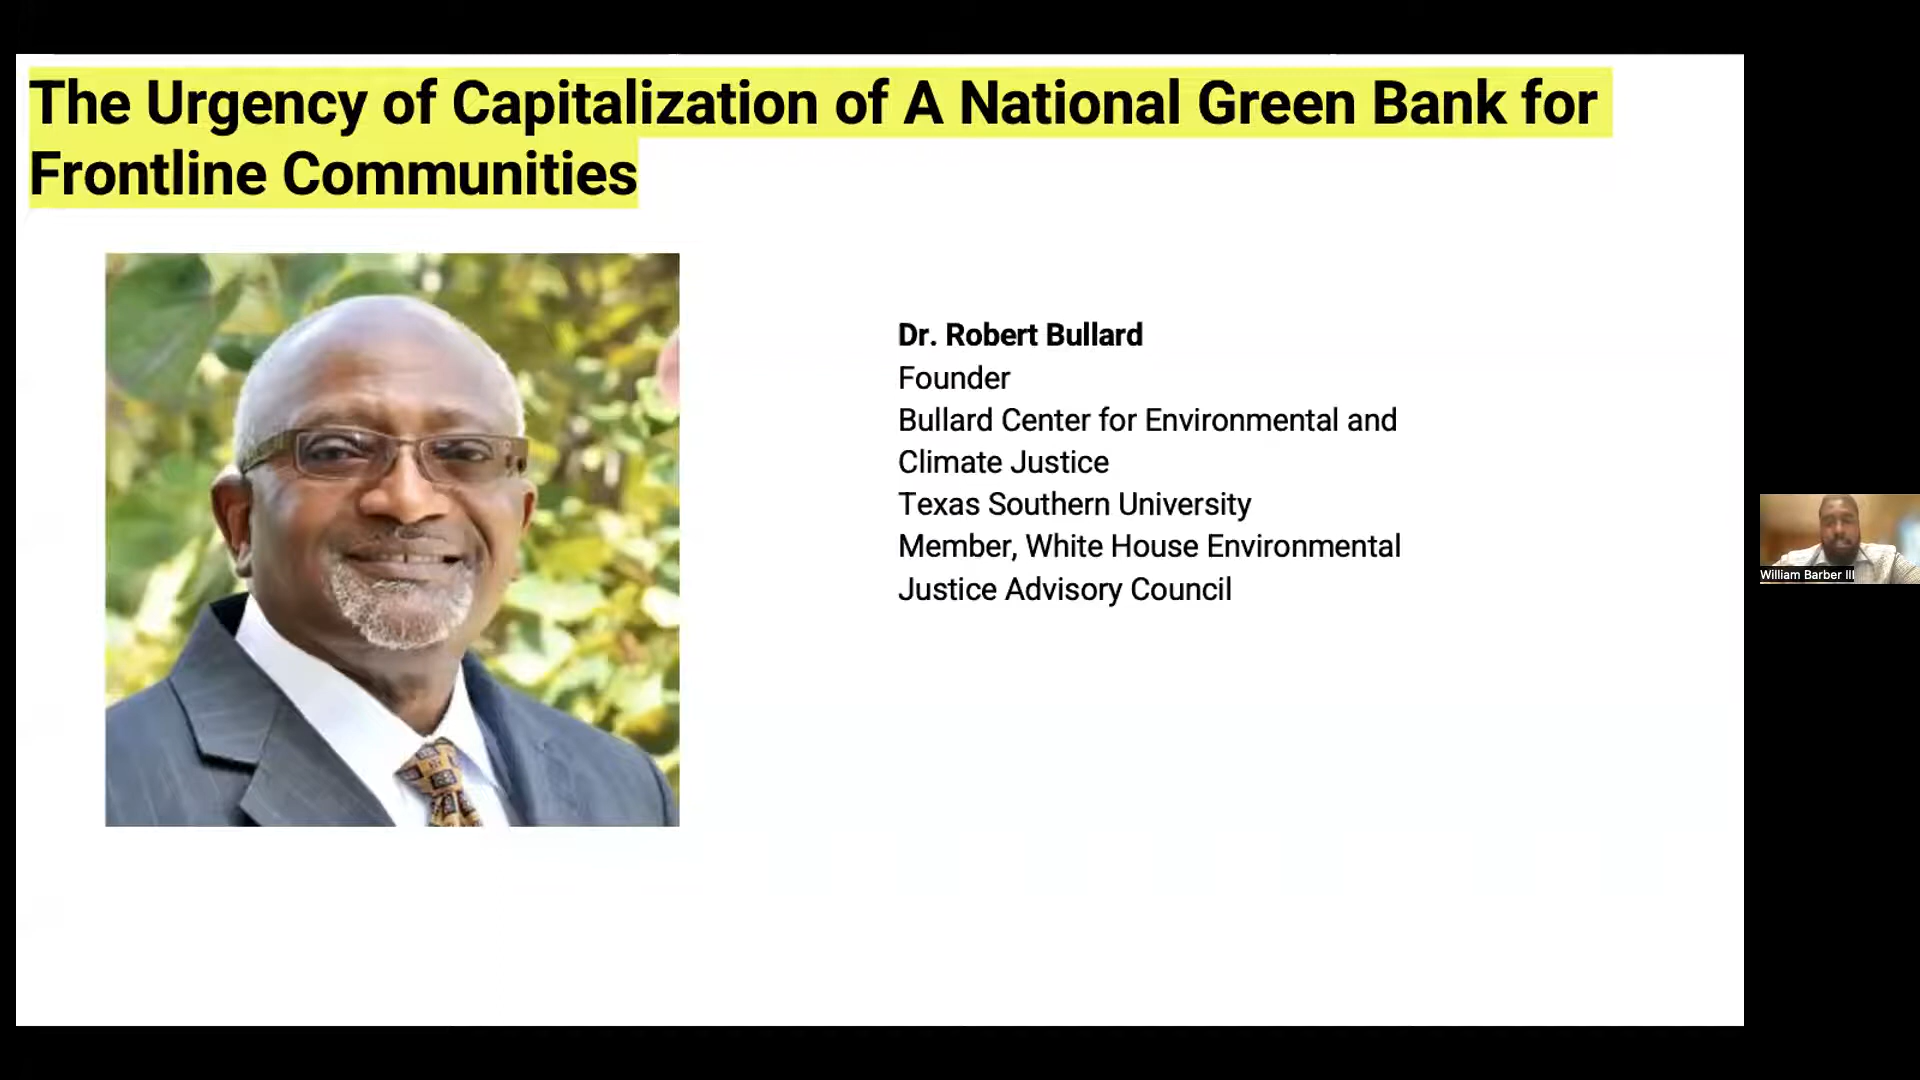 The Urgency of Capitalization of A National Green Bank for
Frontline Communities
Dr. Robert Bullard
Founder
Bullard Center for Environmental and
Climate Justice
Texas Southern University
Member, White House Environmental
Justice Advisory Council
William Barber III